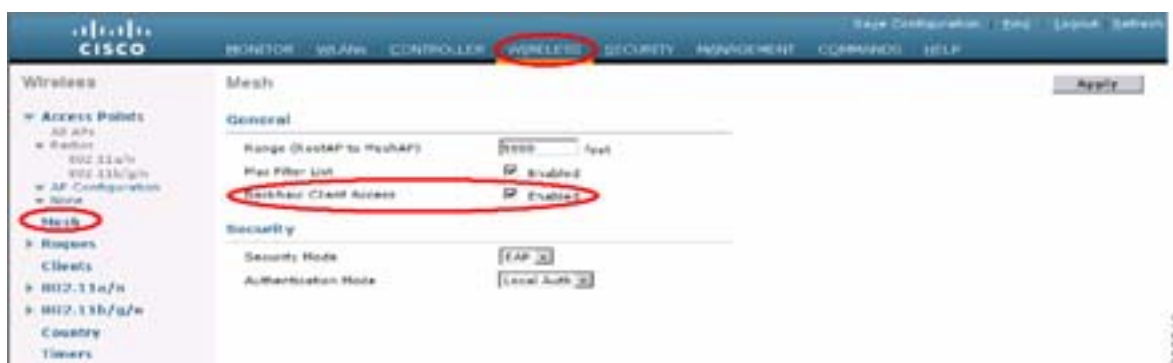 Save Configuration Ping Logout Refresh
CISCO
MONITOR WLANs CONTROLLER WIRELESS SECURITY MANAGEMENT COMMANDS HELP
Wireless
Access Points
All APs
Radios
802.11a/n
802.11b/g/n
AP Configuration
Mesh
Rogues
Clients
802.11a/n
802.11b/g/n
Country
Timers
Mesh
Apply
General
Range (RootAP to MeshAP) feet
Mac Filter List Enabled
Backhaul Client Access Enabled
Security
Security Mode EAP
Authentication Mode Local Auth